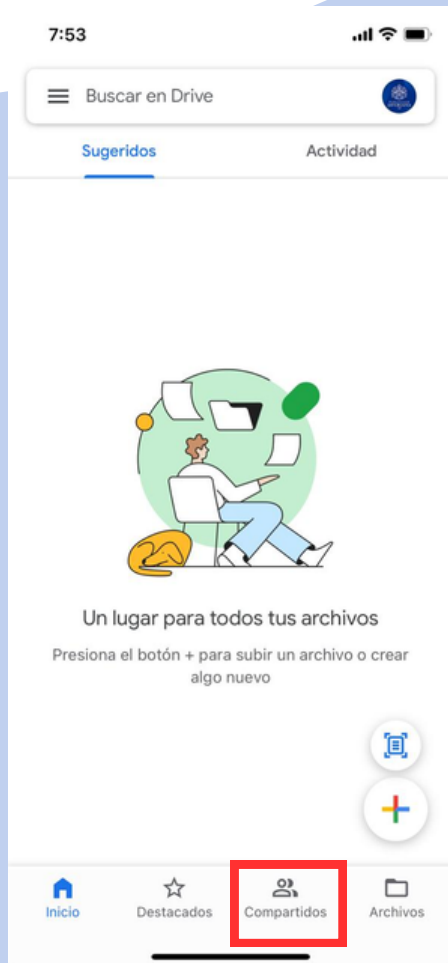 7:53
Buscar en Drive
Sugeridos
Actividad
Un lugar para todos tus archivos
Presiona el botón + para subir un archivo o crear
algo nuevo
Inicio
Destacados
Compartidos
Archivos